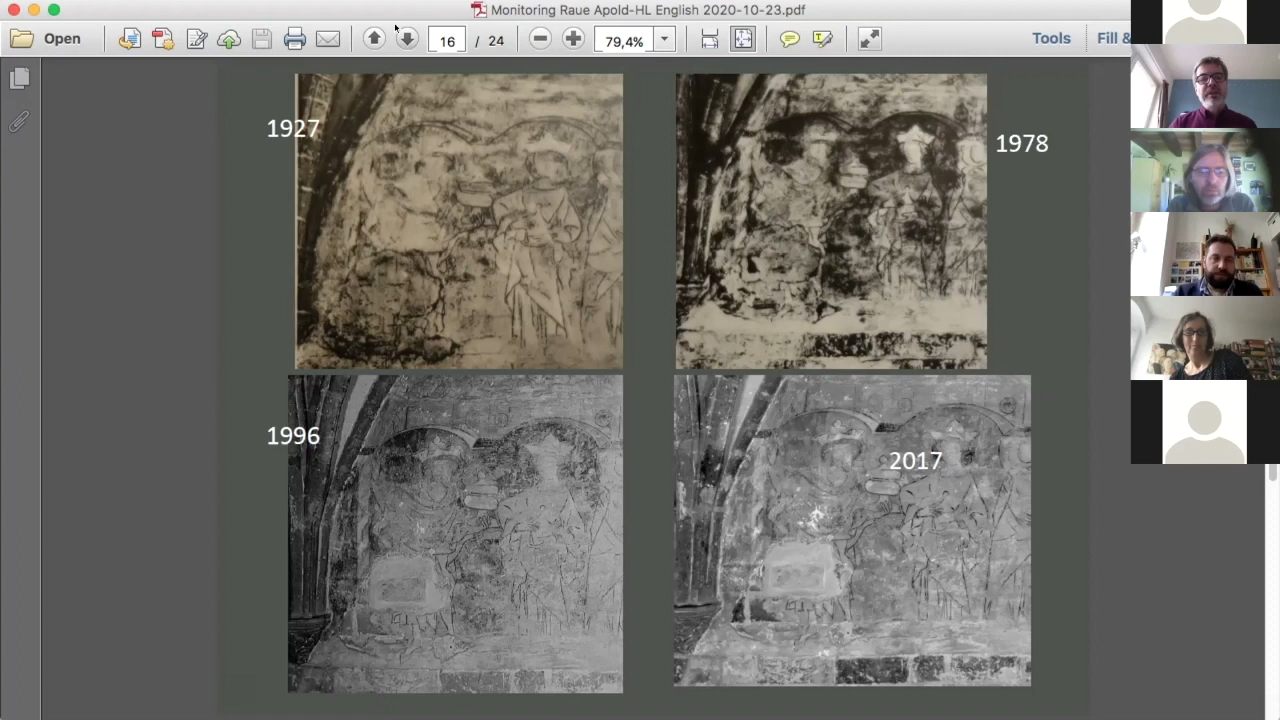 Monitoring Raue Apold-HL English 2020-10-23.pdf
Open
16 / 24
79,4%
Tools
Fill &
1927
1978
1996
2017